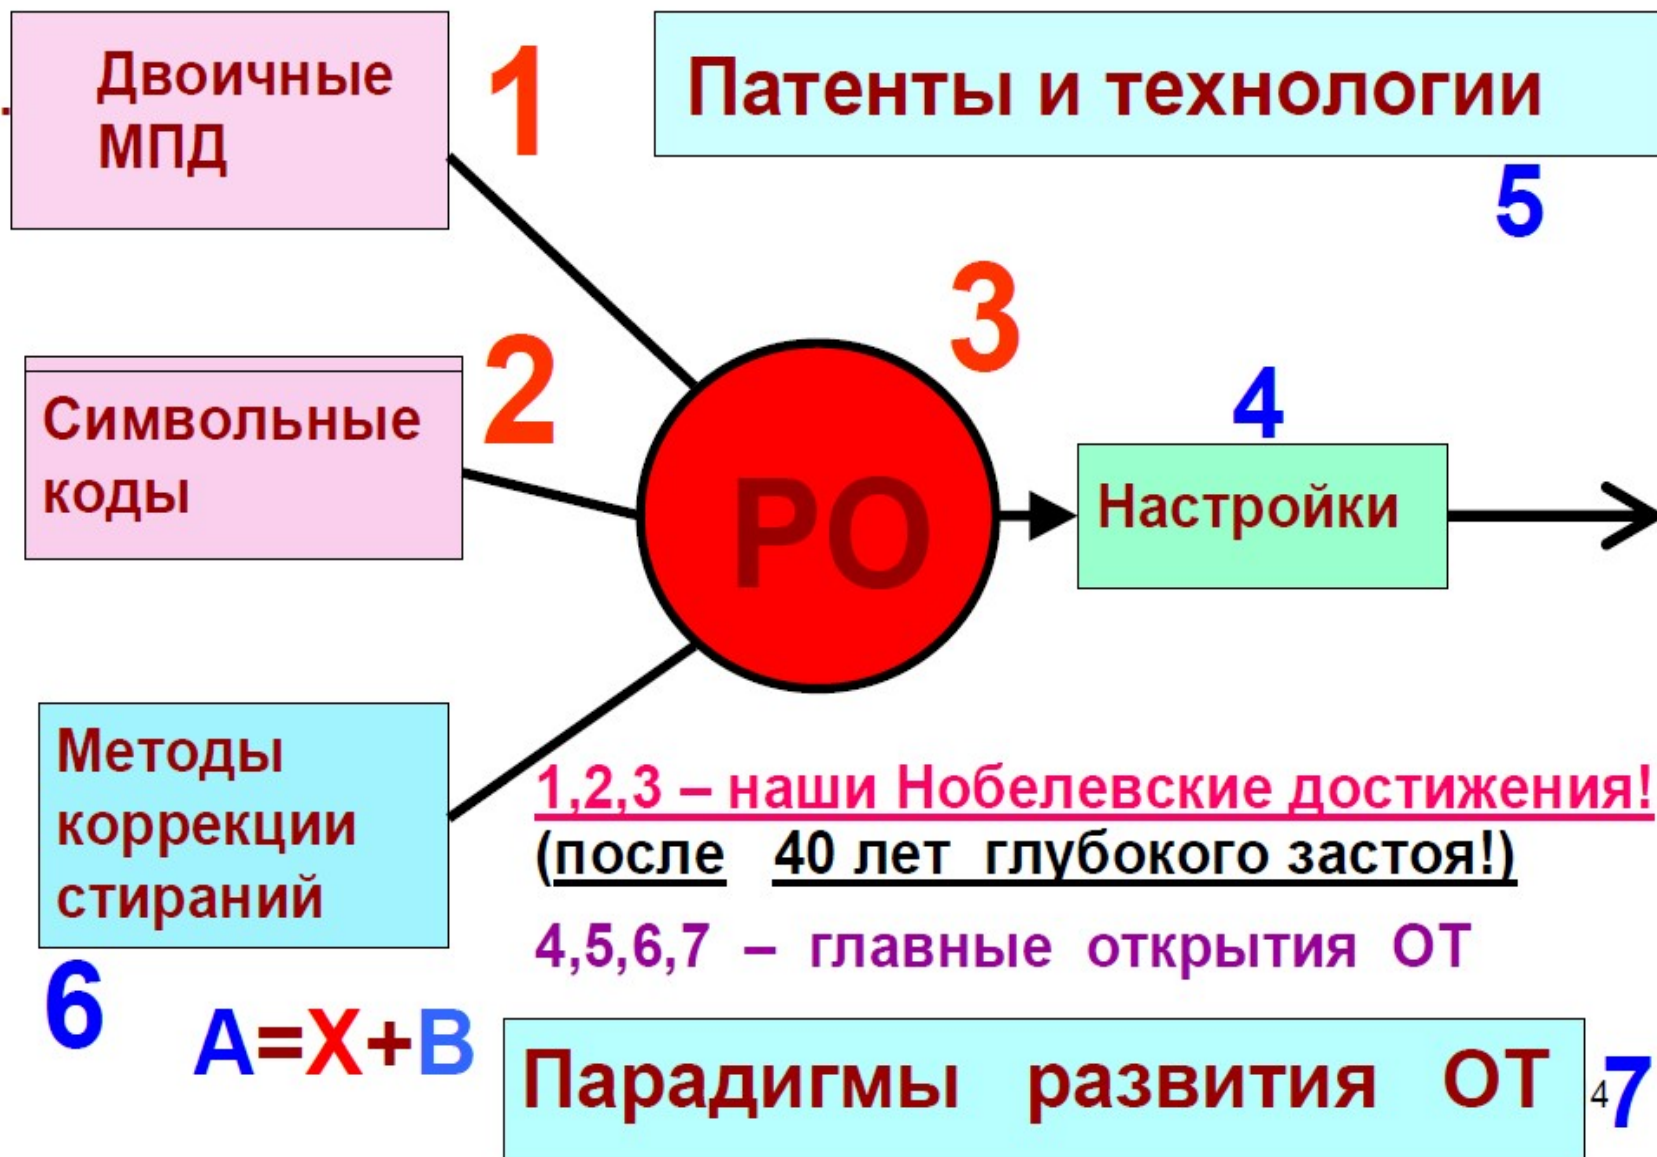 Двоичные
МПД
1
Патенты и технологии
5
Символьные
коды
2
3
РО
4
Настройки
Методы
коррекции
стираний
6
1,2,3 – наши Нобелевские достижения!
(после 40 лет глубокого застоя!)
4,5,6,7 – главные открытия ОТ
А=Х+В
Парадигмы развития ОТ
4
7